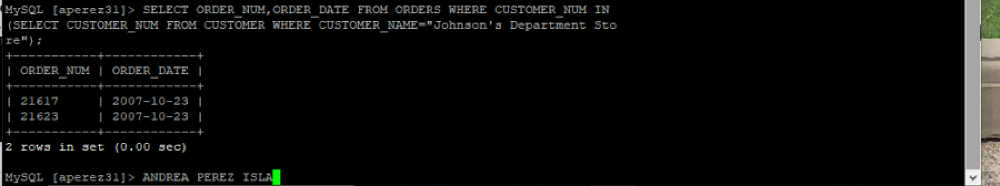 MySQL [aperez31]> SELECT ORDER_NUM,ORDER_DATE FROM ORDERS WHERE CUSTOMER_NUM IN
(SELECT CUSTOMER_NUM FROM CUSTOMER WHERE CUSTOMER_NAME="Johnson's Department Sto
re");
+-----------+------------+
| ORDER_NUM | ORDER_DATE |
+-----------+------------+
| 21617     | 2007-10-23 |
| 21623     | 2007-10-23 |
+-----------+------------+
2 rows in set (0.00 sec)
MySQL [aperez31]> ANDREA PEREZ ISLA